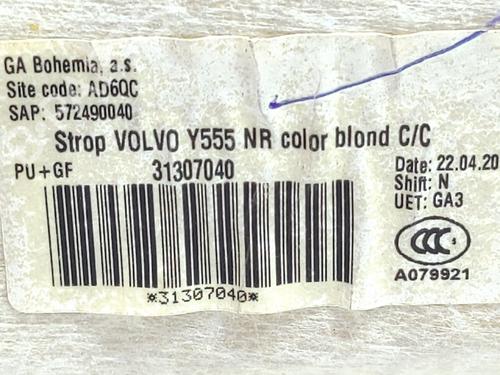 GA Bohemia, a.s.
Site code: AD6QC
SAP: 572490040
Strop VOLVO Y555 NR color blond C/C
PU+GF 31307040
Date: 22.04.20
Shift: N
UET: GA3
CCC
A079921
*31307040*